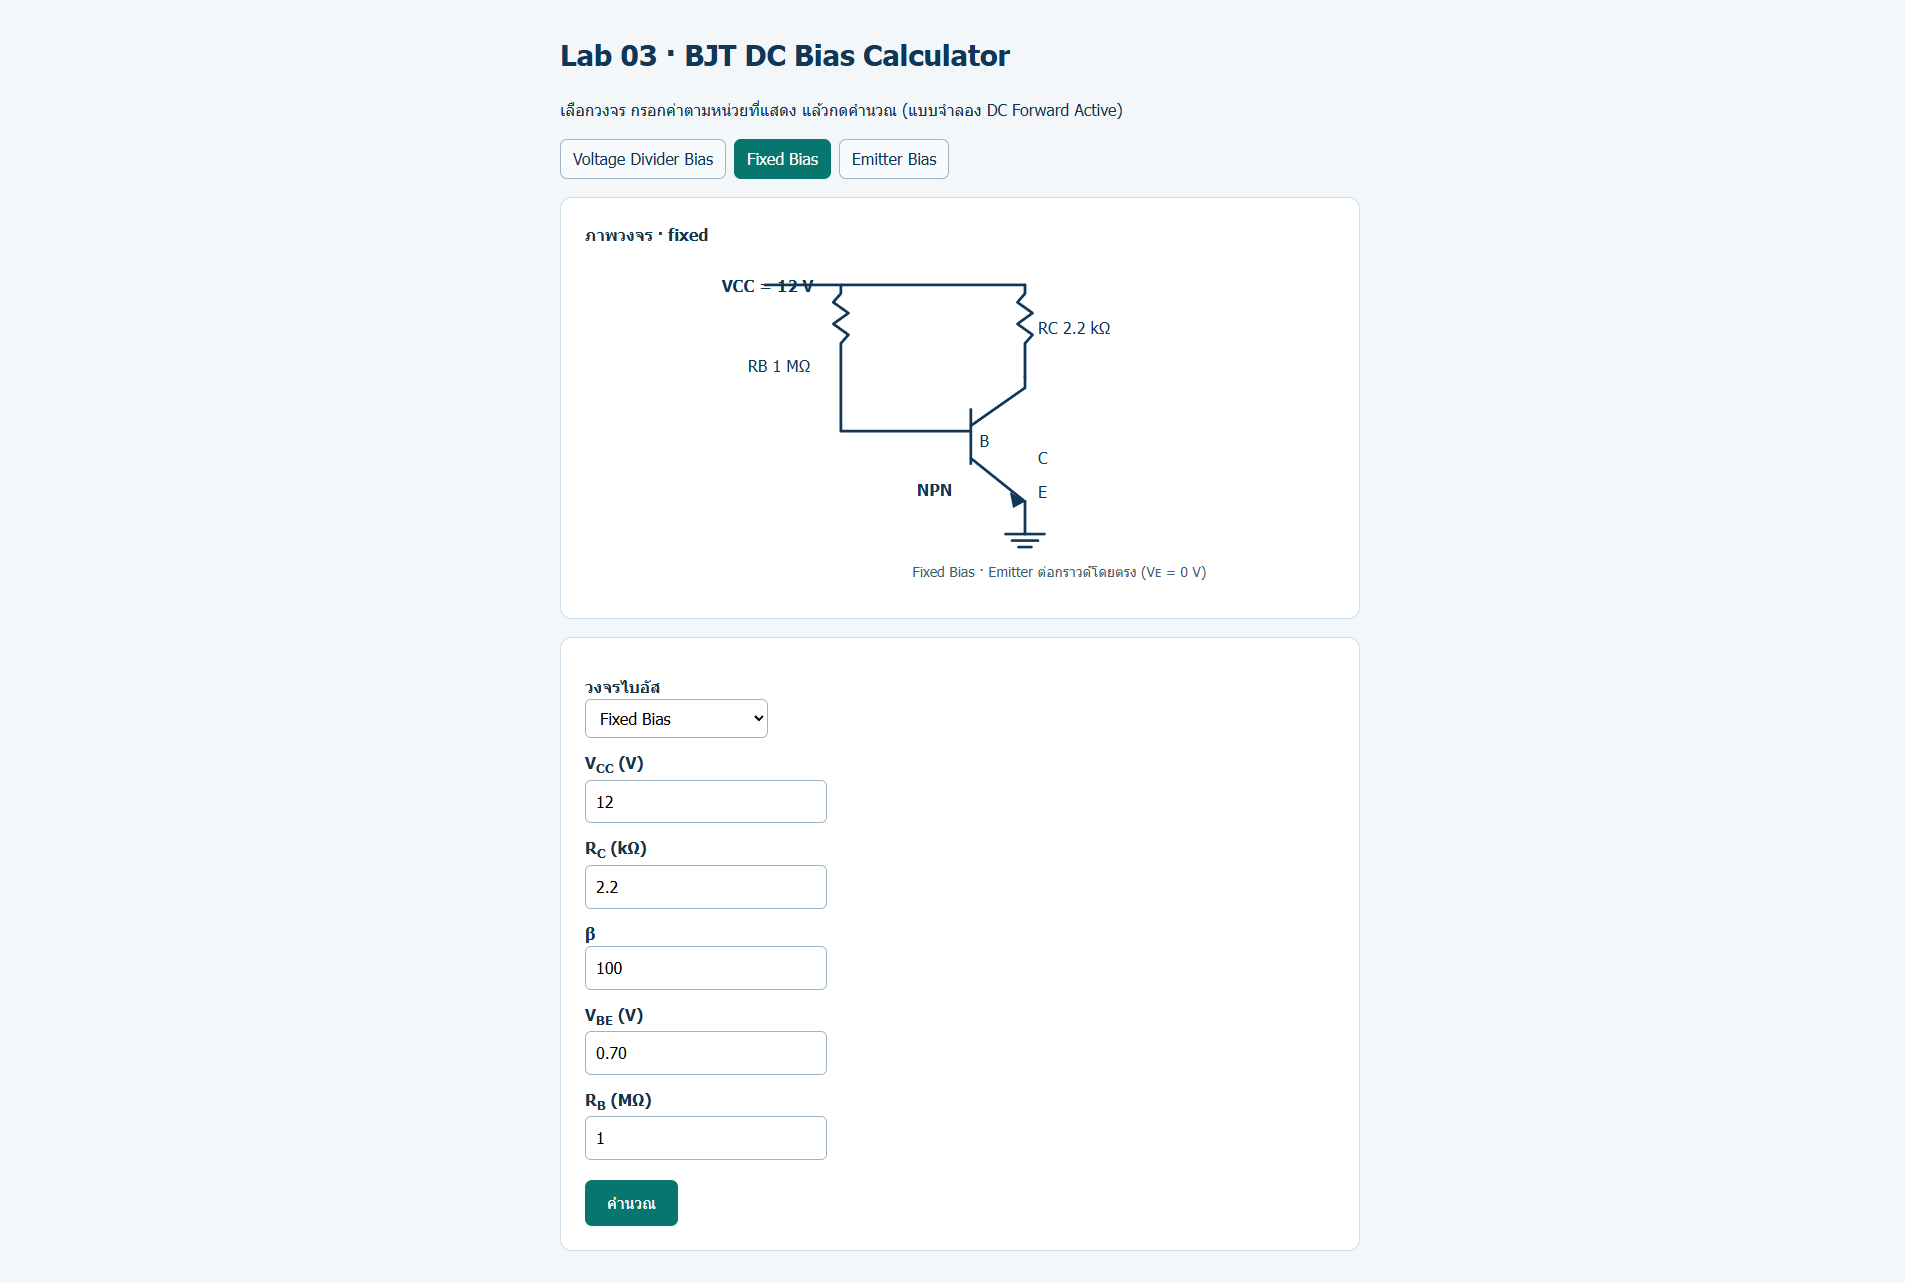 Lab 03 · BJT DC Bias Calculator
เลือกวงจร กรอกค่าตามหน่วยที่แสดง แล้วกดคำนวณ (แบบจำลอง DC Forward Active)
Voltage Divider Bias Fixed Bias Emitter Bias
ภาพวงจร · fixed
VCC = 12 V
RC 2.2 kΩ
RB 1 MΩ
B
C
NPN
E
Fixed Bias · Emitter ต่อกราวด์โดยตรง (VE = 0 V)
วงจรไบอัส
Fixed Bias
VCC (V)
12
RC (kΩ)
2.2
β
100
VBE (V)
0.70
RB (MΩ)
1
คำนวณ